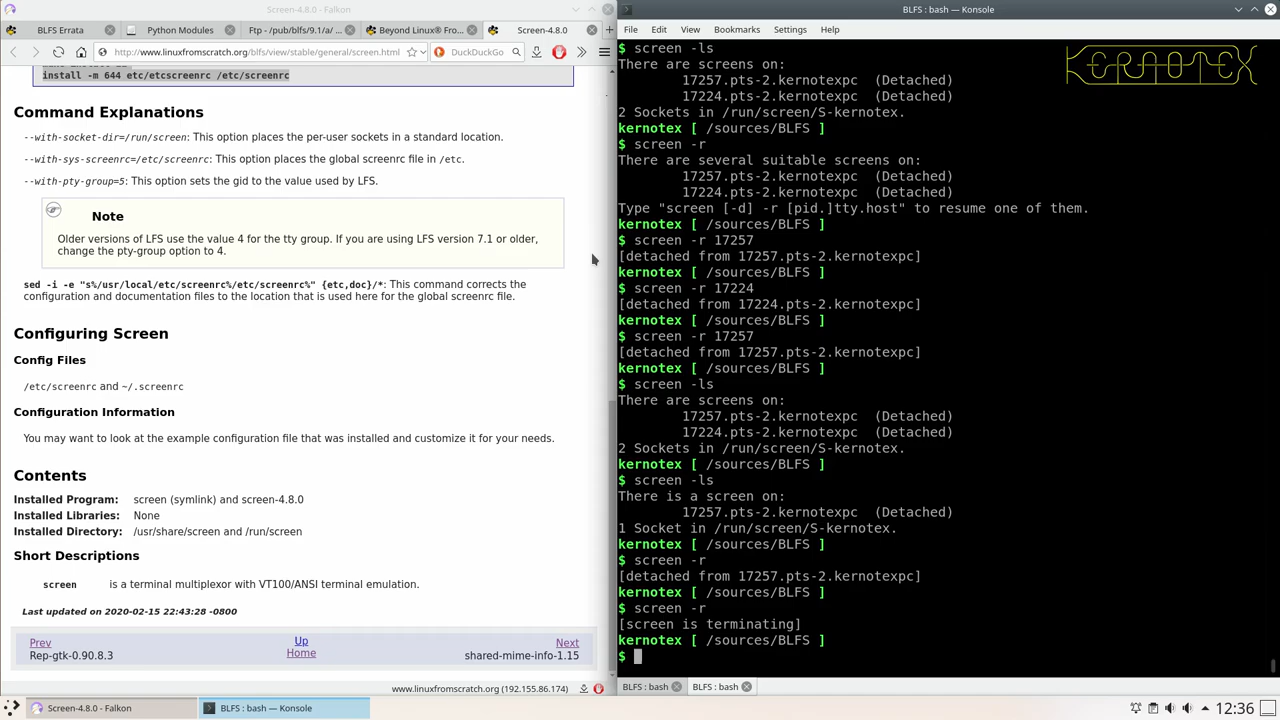 Screen-4.8.0 - Falkon
BLFS Errata
Python Modules
Ftp - pub/blfs/9.1/a/ ...
Beyond Linux® Fro...
Screen-4.8.0
http://www.linuxfromscratch.org/blfs/view/stable/general/screen.html
DuckDuckGo
install -m 644 etc/etcscreenrc /etc/screenrc
Command Explanations
--with-socket-dir=/run/screen: This option places the per-user sockets in a standard location.
--with-sys-screenrc=/etc/screenrc: This option places the global screenrc file in /etc.
--with-pty-group=5: This option sets the gid to the value used by LFS.
Note
Older versions of LFS use the value 4 for the tty group. If you are using LFS version 7.1 or older,
change the pty-group option to 4.
sed -i -e "s%/usr/local/etc/screenrc%/etc/screenrc%" {etc,doc}/*: This command corrects the
configuration and documentation files to the location that is used here for the global screenrc file.
Configuring Screen
Config Files
/etc/screenrc and ~/.screenrc
Configuration Information
You may want to look at the example configuration file that was installed and customize it for your needs.
Contents
Installed Program: screen (symlink) and screen-4.8.0
Installed Libraries: None
Installed Directory: /usr/share/screen and /run/screen
Short Descriptions
screen is a terminal multiplexor with VT100/ANSI terminal emulation.
Last updated on 2020-02-15 22:43:28 -0800
Prev Up Next
Rep-gtk-0.90.8.3 Home shared-mime-info-1.15
www.linuxfromscratch.org (192.155.86.174)
BLFS : bash — Konsole
File Edit View Bookmarks Settings Help
KERNOTEX
$ screen -ls
There are screens on:
17257.pts-2.kernotexpc (Detached)
17224.pts-2.kernotexpc (Detached)
2 Sockets in /run/screen/S-kernotex.
kernotex [ /sources/BLFS ]
$ screen -r
There are several suitable screens on:
17257.pts-2.kernotexpc (Detached)
17224.pts-2.kernotexpc (Detached)
Type "screen [-d] -r [pid.]tty.host" to resume one of them.
kernotex [ /sources/BLFS ]
$ screen -r 17257
[detached from 17257.pts-2.kernotexpc]
kernotex [ /sources/BLFS ]
$ screen -r 17224
[detached from 17224.pts-2.kernotexpc]
kernotex [ /sources/BLFS ]
$ screen -r 17257
[detached from 17257.pts-2.kernotexpc]
kernotex [ /sources/BLFS ]
$ screen -ls
There are screens on:
17257.pts-2.kernotexpc (Detached)
17224.pts-2.kernotexpc (Detached)
2 Sockets in /run/screen/S-kernotex.
kernotex [ /sources/BLFS ]
$ screen -ls
There is a screen on:
17257.pts-2.kernotexpc (Detached)
1 Socket in /run/screen/S-kernotex.
kernotex [ /sources/BLFS ]
$ screen -r
[detached from 17257.pts-2.kernotexpc]
kernotex [ /sources/BLFS ]
$ screen -r
[screen is terminating]
kernotex [ /sources/BLFS ]
$
BLFS : bash
BLFS : bash
Screen-4.8.0 - Falkon
BLFS : bash — Konsole
12:36